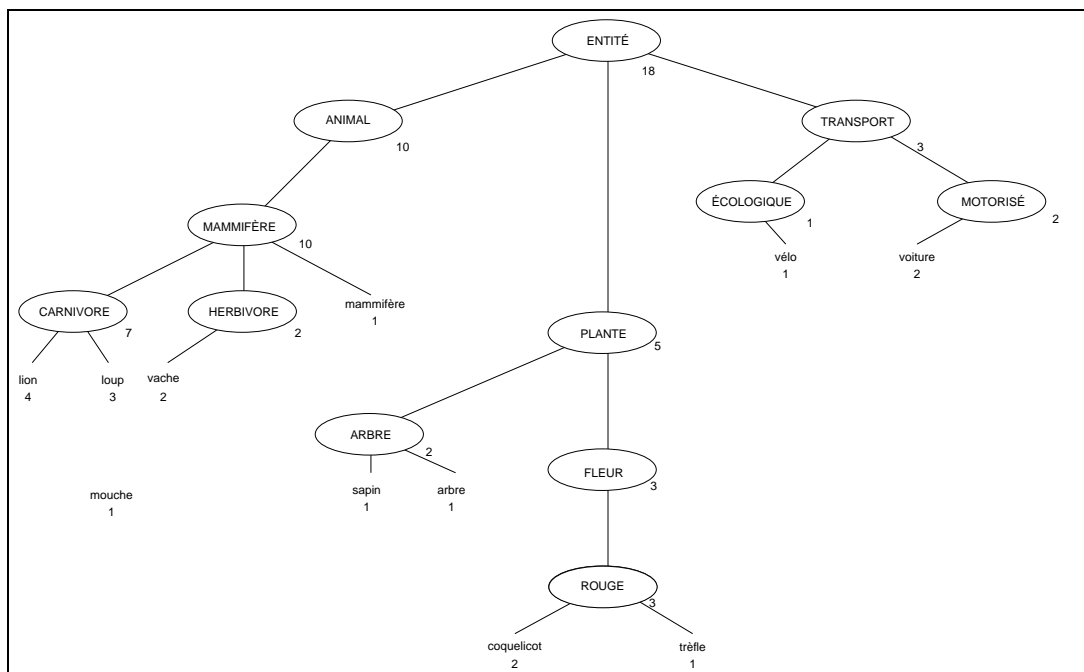 ENTITÉ
18
ANIMAL
10
TRANSPORT
3
MAMMIFÈRE
10
ÉCOLOGIQUE
1
MOTORISÉ
2
vélo
1
voiture
2
mammifère
1
CARNIVORE
7
HERBIVORE
2
PLANTE
5
lion
4
loup
3
vache
2
ARBRE
2
FLEUR
3
sapin
1
arbre
1
mouche
1
ROUGE
3
coquelicot
2
trèfle
1